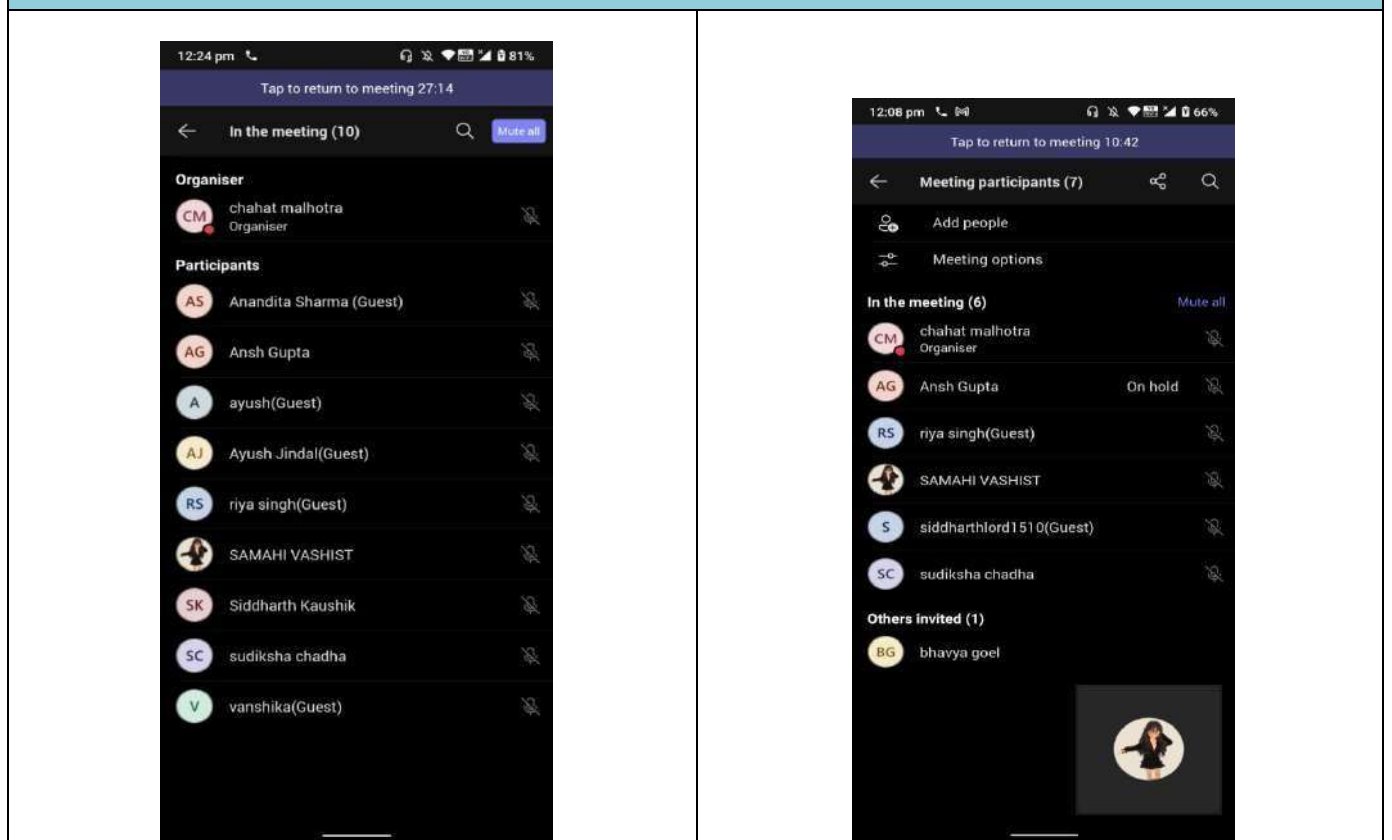 12:24 pm 81%
Tap to return to meeting 27:14
In the meeting (10) Mute all
Organiser
CM chahat malhotra
Organiser
Participants
AS Anandita Sharma (Guest)
AG Ansh Gupta
A ayush(Guest)
AJ Ayush Jindal(Guest)
RS riya singh(Guest)
SAMAHI VASHIST
SK Siddharth Kaushik
SC sudiksha chadha
V vanshika(Guest)
12:08 pm 66%
Tap to return to meeting 10:42
Meeting participants (7)
Add people
Meeting options
In the meeting (6) Mute all
CM chahat malhotra
Organiser
AG Ansh Gupta On hold
RS riya singh(Guest)
SAMAHI VASHIST
S siddharthlord1510(Guest)
SC sudiksha chadha
Others invited (1)
BG bhavya goel